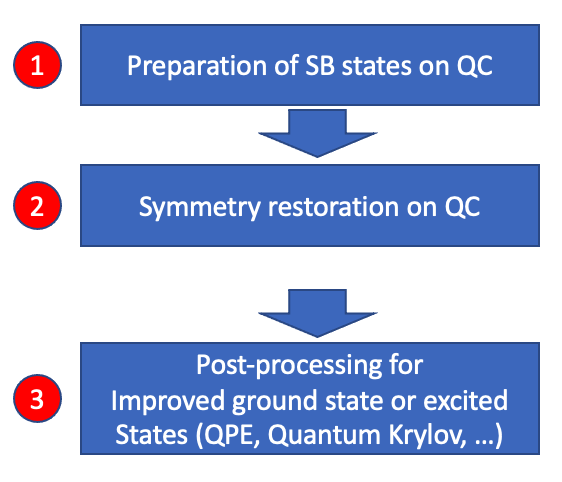 1
Preparation of SB states on QC
2
Symmetry restoration on QC
3
Post-processing for
Improved ground state or excited
States (QPE, Quantum Krylov, ...)